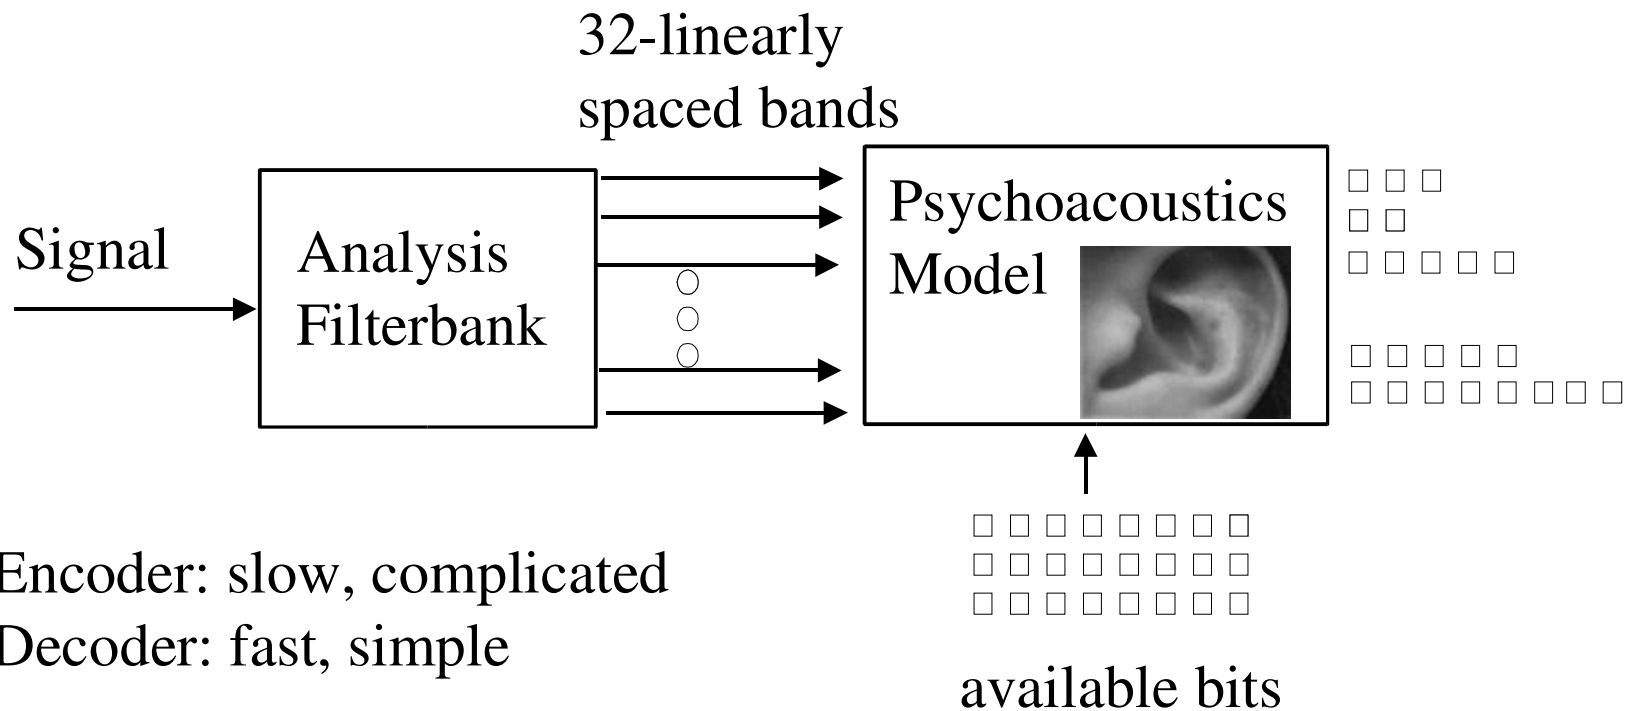 32-linearly
spaced bands
Signal
Analysis
Filterbank
Psychoacoustics
Model
Encoder: slow, complicated
Decoder: fast, simple
available bits